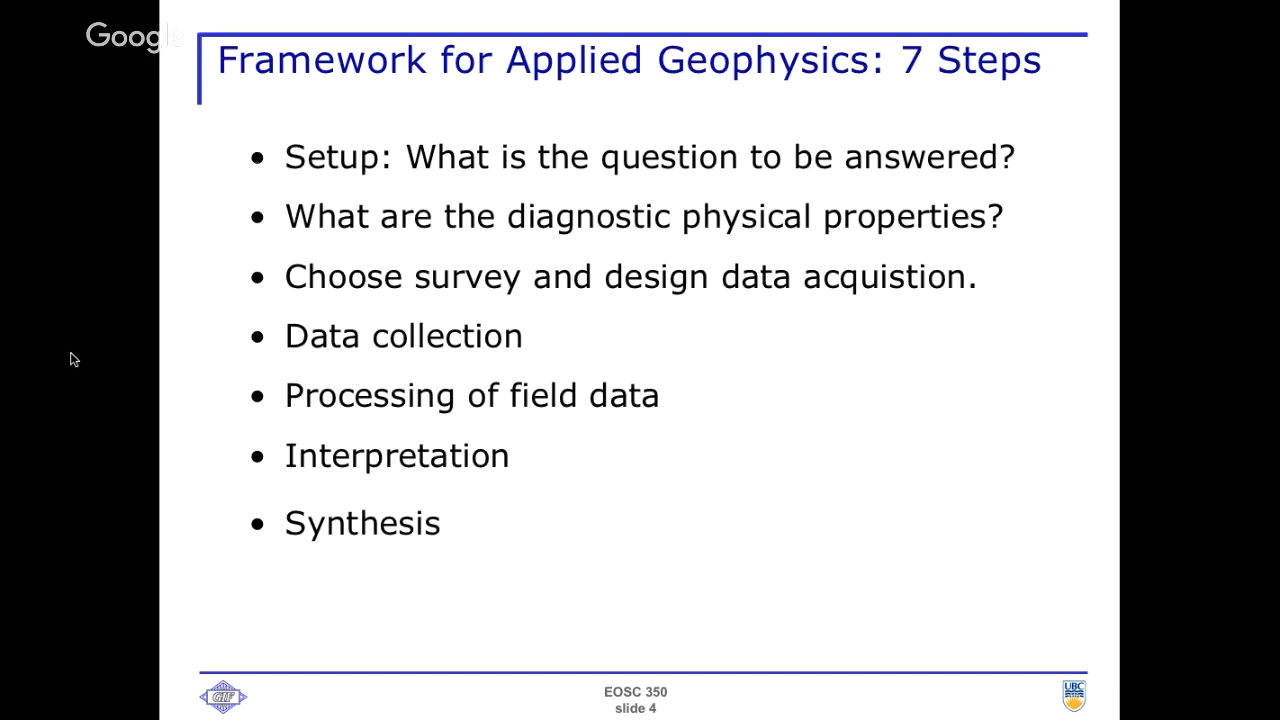 Google
Framework for Applied Geophysics: 7 Steps
• Setup: What is the question to be answered?
• What are the diagnostic physical properties?
• Choose survey and design data acquistion.
• Data collection
• Processing of field data
• Interpretation
• Synthesis
GIF
EOSC 350
slide 4
UBC